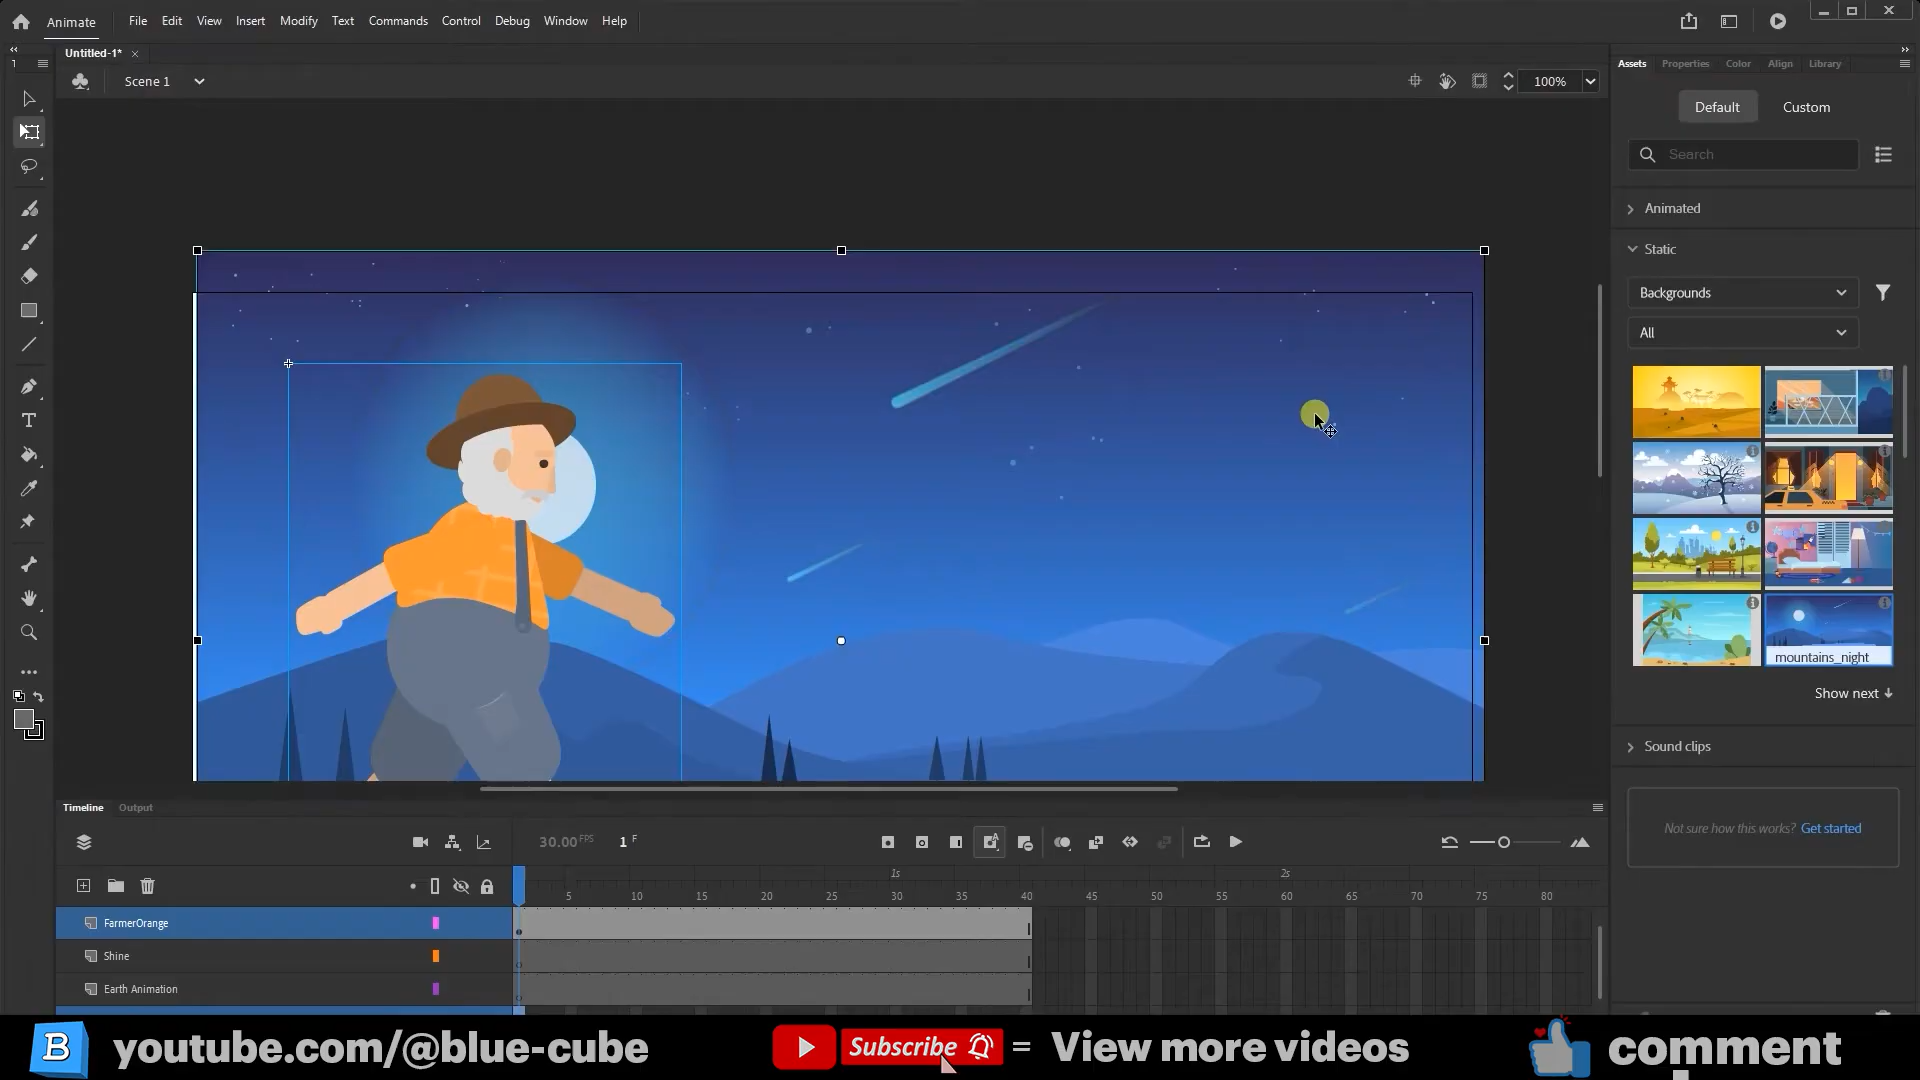 Animate
File Edit View Insert Modify Text Commands Control Debug Window Help
Untitled-1*
Scene 1
100%
Assets Properties Color Align Library
Default Custom
Search
Animated
Static
Backgrounds
All
mountains_night
Show next
Sound clips
Not sure how this works? Get started
Timeline Output
30.00 FPS 1 F
1s 2s
5 10 15 20 25 30 35 40 45 50 55 60 65 70 75 80
FarmerOrange
Shine
Earth Animation
B youtube.com/@blue-cube Subscribe = View more videos comment